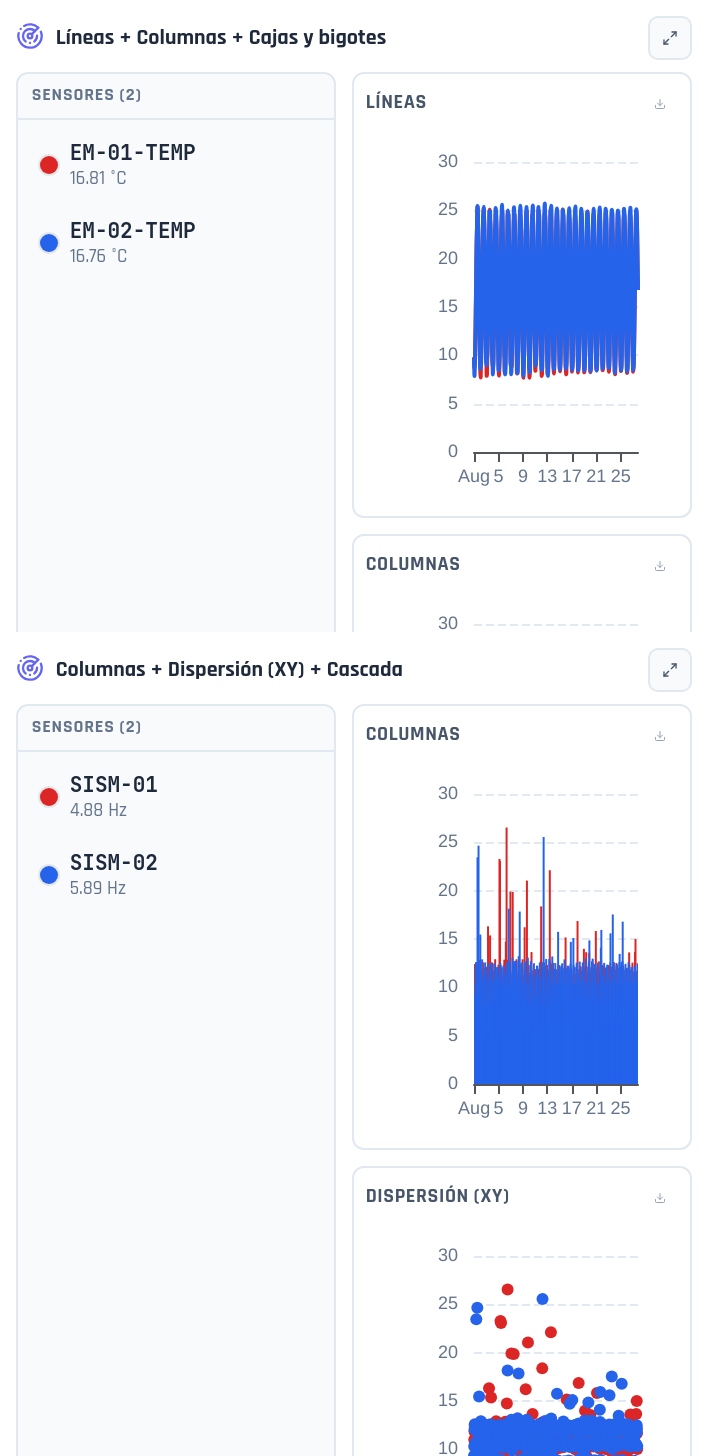 Líneas + Columnas + Cajas y bigotes
SENSORES (2)
EM-01-TEMP
16.81 °C
EM-02-TEMP
16.76 °C
LÍNEAS
30
25
20
15
10
5
0
Aug 5 9 13 17 21 25
COLUMNAS
30
Columnas + Dispersión (XY) + Cascada
SENSORES (2)
SISM-01
4.88 Hz
SISM-02
5.89 Hz
COLUMNAS
30
25
20
15
10
5
0
Aug 5 9 13 17 21 25
DISPERSIÓN (XY)
30
25
20
15
10